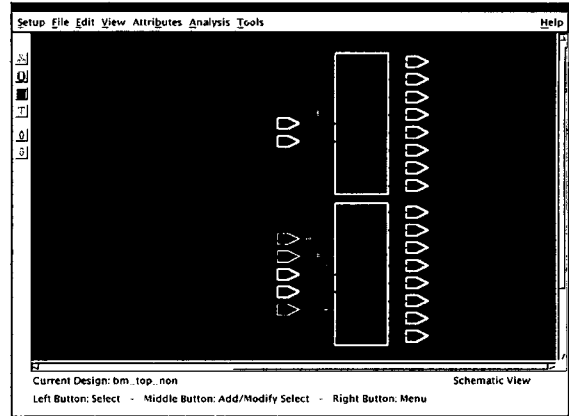 Setup File Edit View Attributes Analysis Tools Help
T
Current Design: bm_top_non Schematic View
Left Button: Select - Middle Button: Add/Modify Select - Right Button: Menu